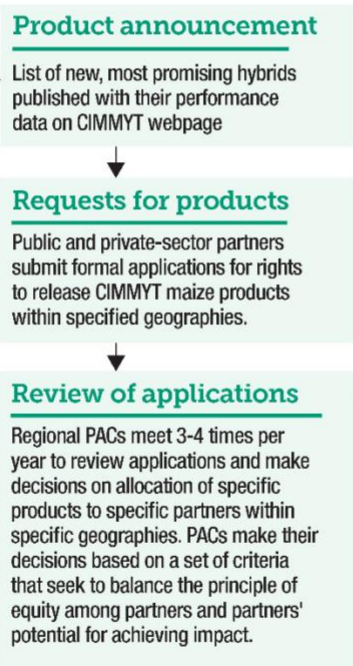 Product announcement
List of new, most promising hybrids
published with their performance
data on CIMMYT webpage
Requests for products
Public and private-sector partners
submit formal applications for rights
to release CIMMYT maize products
within specified geographies.
Review of applications
Regional PACs meet 3-4 times per
year to review applications and make
decisions on allocation of specific
products to specific partners within
specific geographies. PACs make their
decisions based on a set of criteria
that seek to balance the principle of
equity among partners and partners'
potential for achieving impact.